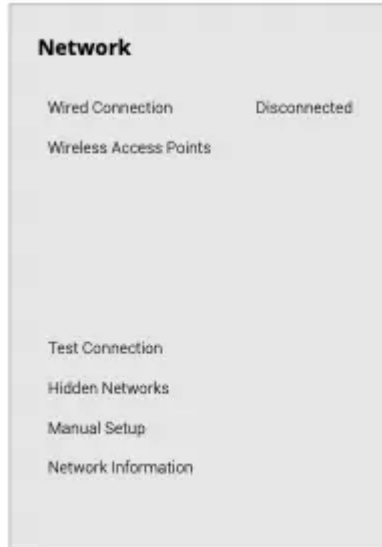 Network
Wired Connection Disconnected
Wireless Access Points
Test Connection
Hidden Networks
Manual Setup
Network Information